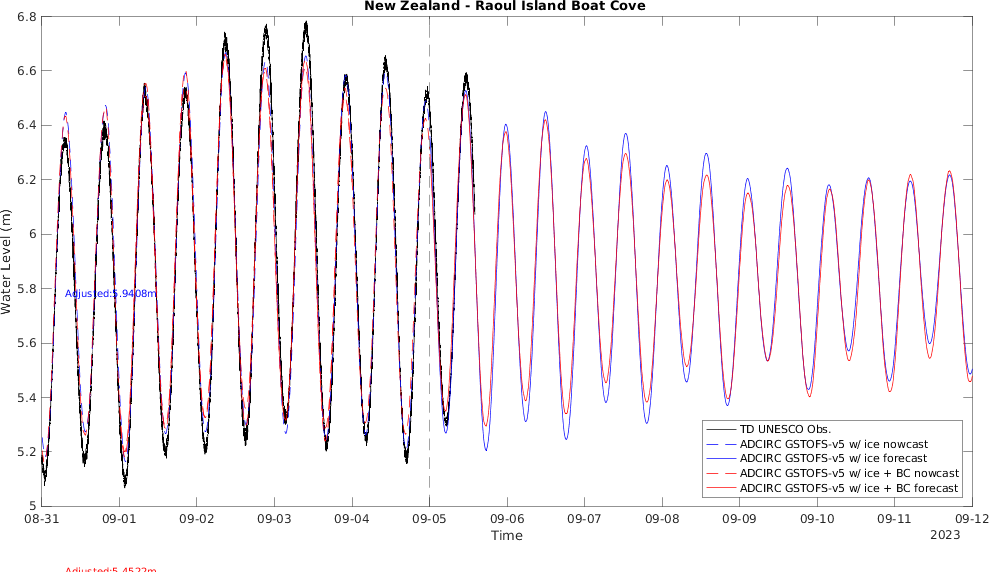 New Zealand - Raoul Island Boat Cove
6.8
6.6
6.4
6.2
6
5.8
5.6
5.4
5.2
5
Water Level (m)
Adjusted:5.9408m
TD UNESCO Obs.
ADCIRC GSTOFS-v5 w/ ice nowcast
ADCIRC GSTOFS-v5 w/ ice forecast
ADCIRC GSTOFS-v5 w/ ice + BC nowcast
ADCIRC GSTOFS-v5 w/ ice + BC forecast
08-31 09-01 09-02 09-03 09-04 09-05 09-06 09-07 09-08 09-09 09-10 09-11 09-12
Time
2023
Adjusted:5.4522m